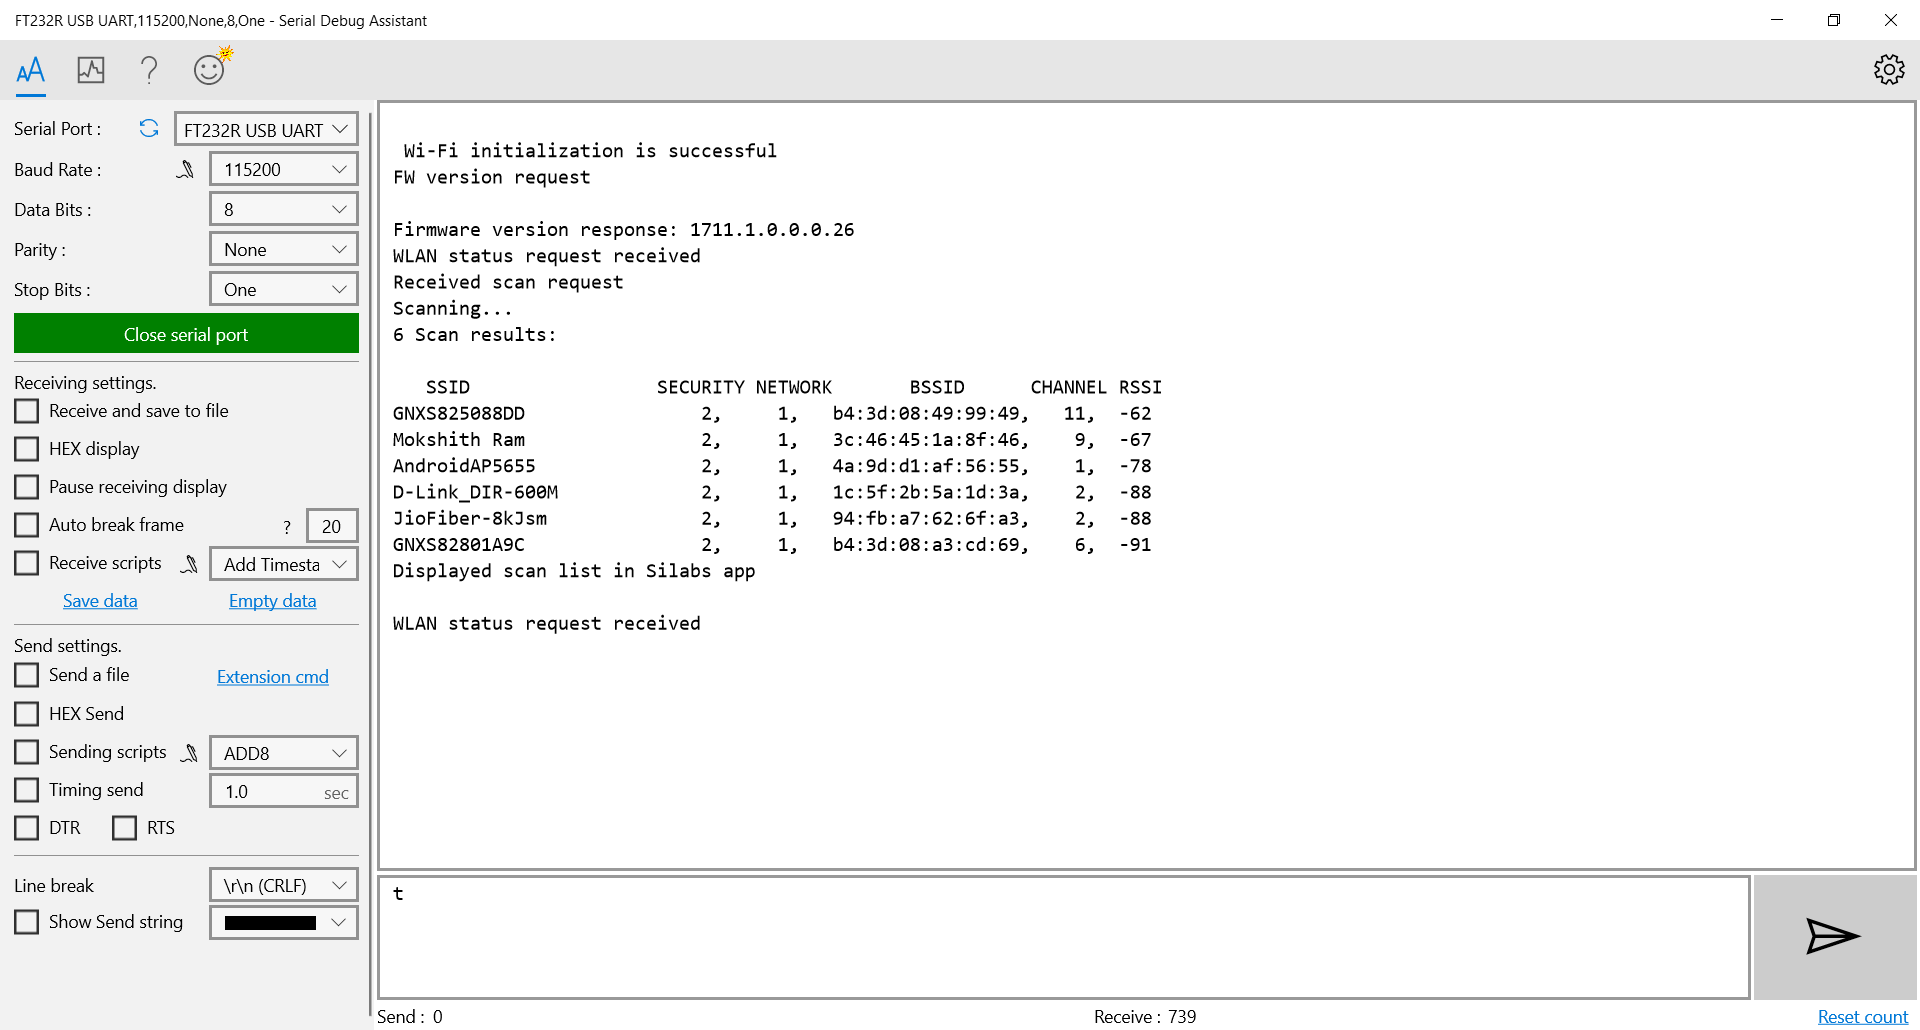 FT232R USB UART,115200,None,8,One - Serial Debug Assistant
Serial Port :
FT232R USB UART
Baud Rate :
115200
Data Bits :
8
Parity :
None
Stop Bits :
One
Close serial port
Receiving settings.
Receive and save to file
HEX display
Pause receiving display
Auto break frame ? 20
Receive scripts
Add Timesta
Save data
Empty data
Send settings.
Send a file
Extension cmd
HEX Send
Sending scripts
ADD8
Timing send
1.0 sec
DTR
RTS
Line break
\r\n (CRLF)
Show Send string
Wi-Fi initialization is successful
FW version request
Firmware version response: 1711.1.0.0.0.26
WLAN status request received
Received scan request
Scanning...
6 Scan results:
SSID SECURITY NETWORK BSSID CHANNEL RSSI
GNXS825088DD 2, 1, b4:3d:08:49:99:49, 11, -62
Mokshith Ram 2, 1, 3c:46:45:1a:8f:46, 9, -67
AndroidAP5655 2, 1, 4a:9d:d1:af:56:55, 1, -78
D-Link_DIR-600M 2, 1, 1c:5f:2b:5a:1d:3a, 2, -88
JioFiber-8kJsm 2, 1, 94:fb:a7:62:6f:a3, 2, -88
GNXS82801A9C 2, 1, b4:3d:08:a3:cd:69, 6, -91
Displayed scan list in Silabs app
WLAN status request received
t
Send : 0
Receive : 739
Reset count